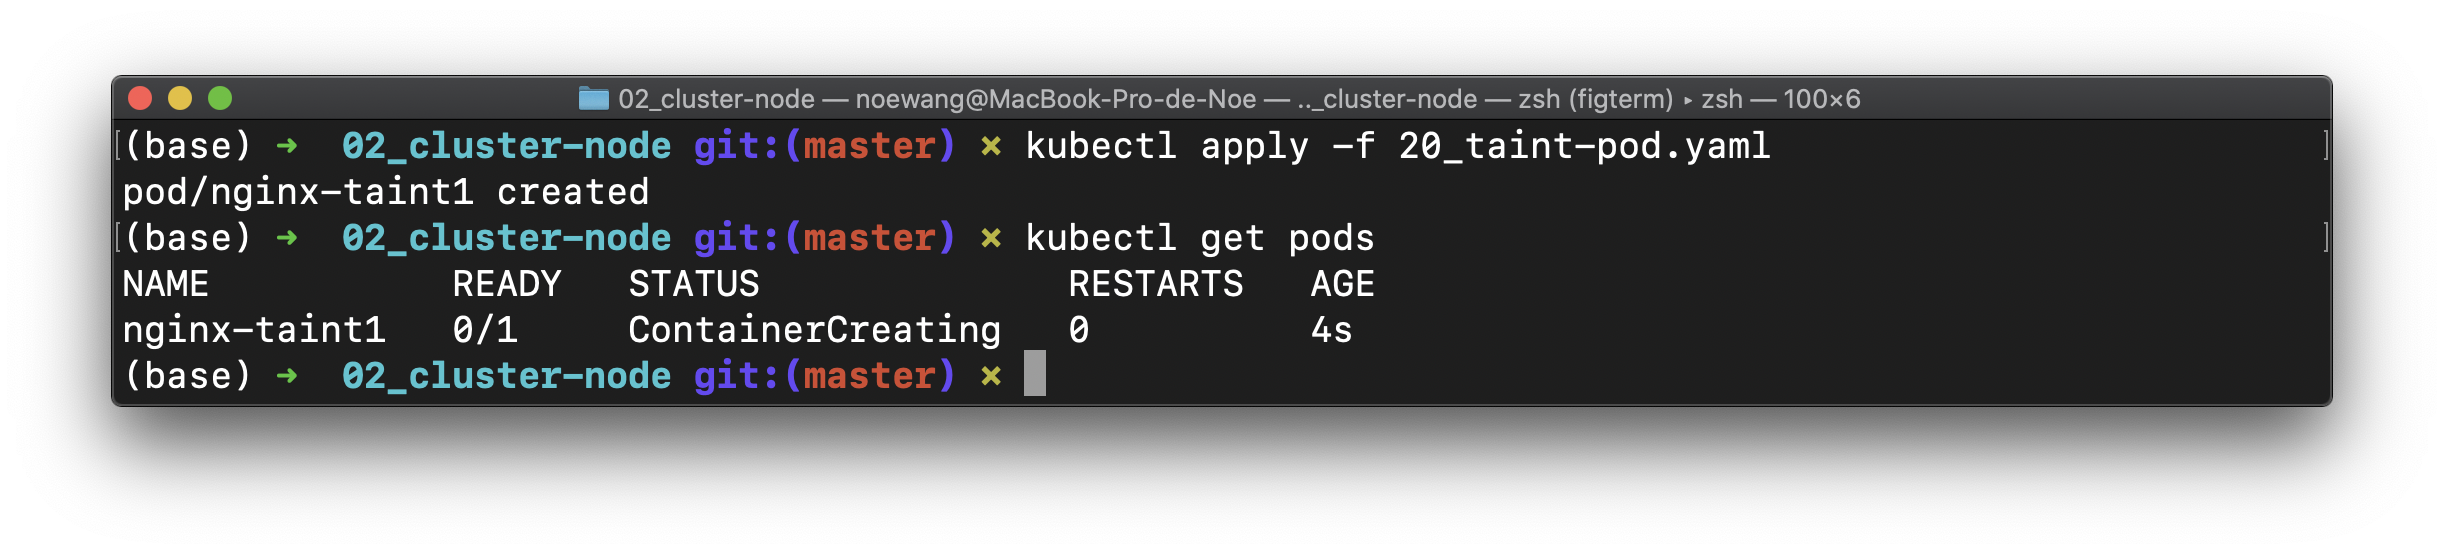 02_cluster-node — noewang@MacBook-Pro-de-Noe — .._cluster-node — zsh (figterm) ▸ zsh — 100×6
[(base) ➜  02_cluster-node git:(master) ✗ kubectl apply -f 20_taint-pod.yaml ]
pod/nginx-taint1 created
[(base) ➜  02_cluster-node git:(master) ✗ kubectl get pods ]
NAME           READY   STATUS              RESTARTS   AGE
nginx-taint1   0/1     ContainerCreating   0          4s
(base) ➜  02_cluster-node git:(master) ✗